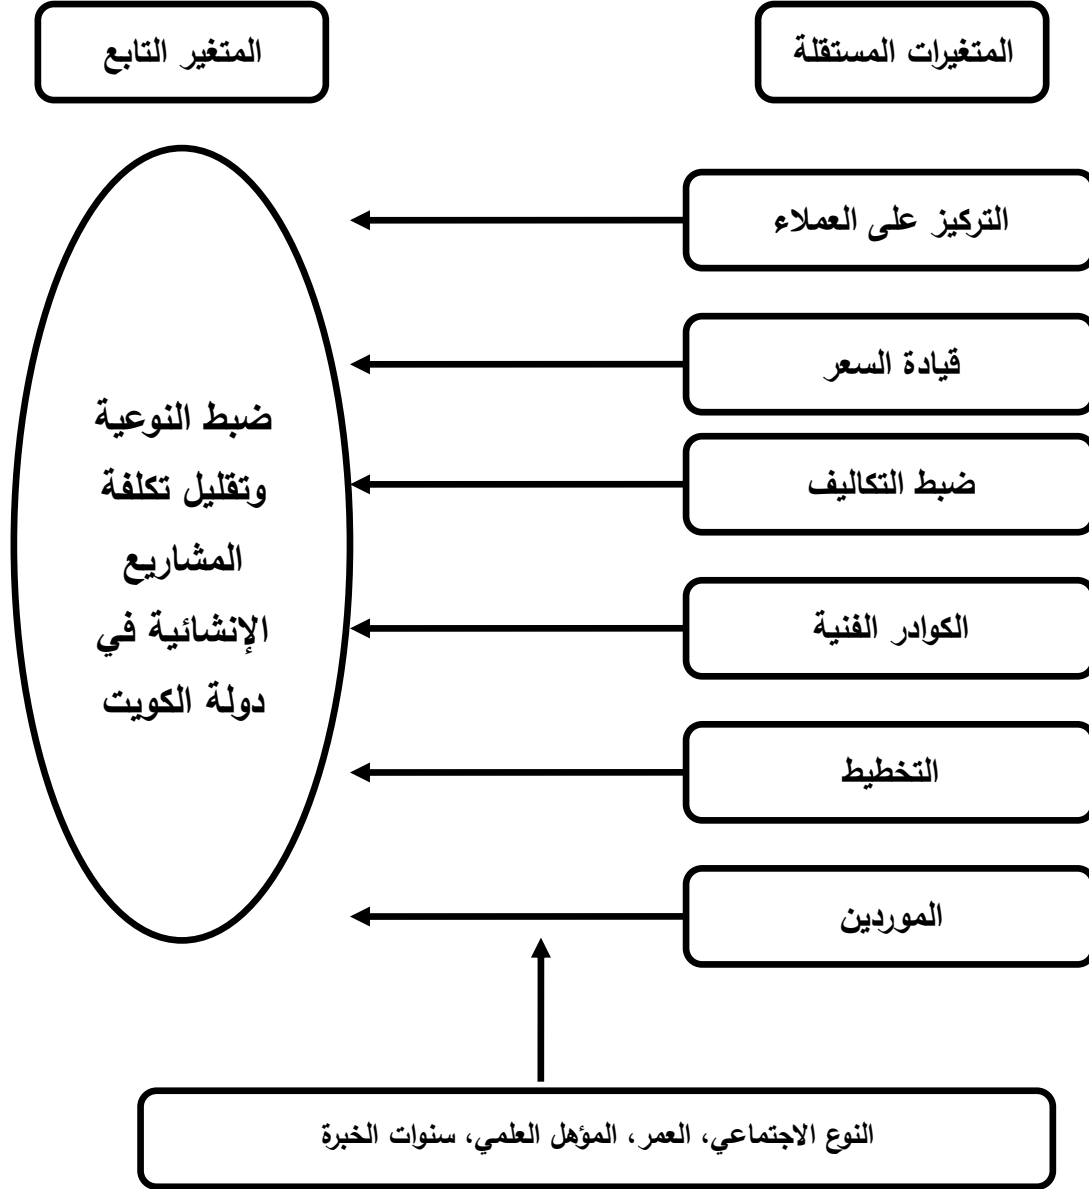 المتغيرات المستقلة
المتغير التابع
التركيز على العملاء
قيادة السعر
ضبط التكاليف
الكوادر الفنية
التخطيط
الموردين
ضبط النوعية
وتقليل تكلفة
المشاريع
الإنشائية في
دولة الكويت
النوع الاجتماعي، العمر، المؤهل العلمي، سنوات الخبرة